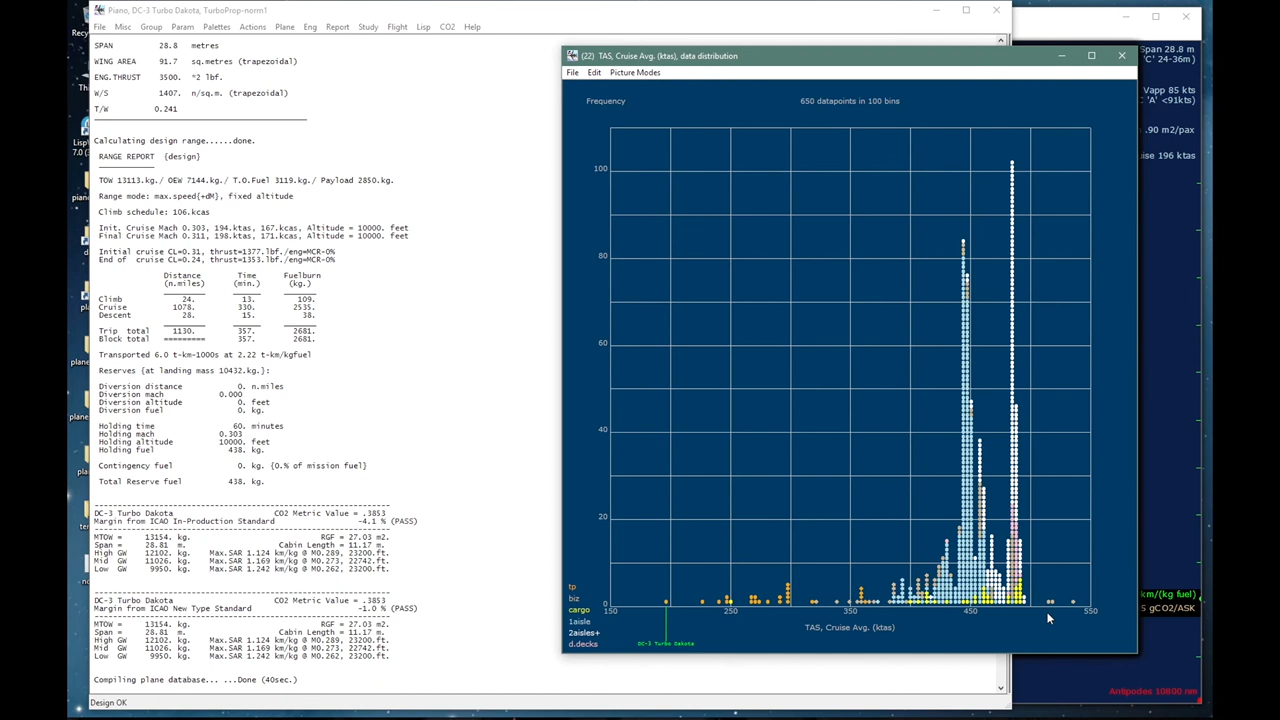 Piano, DC-3 Turbo Dakota, TurboProp-norm1
File Misc Group Param Palettes Actions Plane Eng Report Study Flight Lisp CO2 Help
SPAN 28.8 metres
WING AREA 91.7 sq.metres (trapezoidal)
ENG.THRUST 3500. *2 lbf.
W/S 1407. n/sq.m. (trapezoidal)
T/W 0.241
Calculating design range......done.
RANGE REPORT {design}
TOW 13113.kg./ OEW 7144.kg./ T.O.Fuel 3119.kg./ Payload 2850.kg.
Range mode: max.speed{+dM}, fixed altitude
Climb schedule: 106.kcas
Init. Cruise Mach 0.303, 194.ktas, 167.kcas, Altitude = 10000. feet
Final Cruise Mach 0.311, 198.ktas, 171.kcas, Altitude = 10000. feet
Initial cruise CL=0.31, thrust=1377.lbf./eng=MCR-0%
End of cruise CL=0.24, thrust=1353.lbf./eng=MCR-0%
Distance Time Fuelburn
(n.miles) (min.) (kg.)
Climb 24. 13. 109.
Cruise 1078. 330. 2535.
Descent 28. 15. 38.
Trip total 1130. 357. 2681.
Block total ========= 357. 2681.
Transported 6.0 t-km-1000s at 2.22 t-km/kgfuel
Reserves {at landing mass 10432.kg.}:
Diversion distance 0. n.miles
Diversion mach 0.000
Diversion altitude 0. feet
Diversion fuel 0. kg.
Holding time 60. minutes
Holding mach 0.303
Holding altitude 10000. feet
Holding fuel 438. kg.
Contingency fuel 0. kg. {0.% of mission fuel}
Total Reserve fuel 438. kg.
DC-3 Turbo Dakota CO2 Metric Value = .3853
Margin from ICAO In-Production Standard -4.1 % (PASS)
MTOW = 13154. kg. RGF = 27.03 m2.
Span = 28.81 m. Cabin Length = 11.17 m.
High GW 12102. kg. Max.SAR 1.124 km/kg @ M0.289, 23200.ft.
Mid GW 11026. kg. Max.SAR 1.169 km/kg @ M0.273, 22742.ft.
Low GW 9950. kg. Max.SAR 1.242 km/kg @ M0.262, 23200.ft.
DC-3 Turbo Dakota CO2 Metric Value = .3853
Margin from ICAO New Type Standard -1.0 % (PASS)
MTOW = 13154. kg. RGF = 27.03 m2.
Span = 28.81 m. Cabin Length = 11.17 m.
High GW 12102. kg. Max.SAR 1.124 km/kg @ M0.289, 23200.ft.
Mid GW 11026. kg. Max.SAR 1.169 km/kg @ M0.273, 22742.ft.
Low GW 9950. kg. Max.SAR 1.242 km/kg @ M0.262, 23200.ft.
Compiling plane database... ...Done (40sec.)
Design OK
(22) TAS, Cruise Avg. (ktas), data distribution
File Edit Picture Modes
Frequency 650 datapoints in 100 bins
100
80
60
40
20
0
tp
biz
cargo
1aisle
2aisles+
d.decks
150 250 350 450 550
TAS, Cruise Avg. (ktas)
DC-3 Turbo Dakota
Span 28.8 m
'C' 24-36m)
Vapp 85 kts
'A' <91kts)
.90 m2/pax
196 ktas
km/(kg fuel)
gCO2/ASK
Antipodes 10800 nm